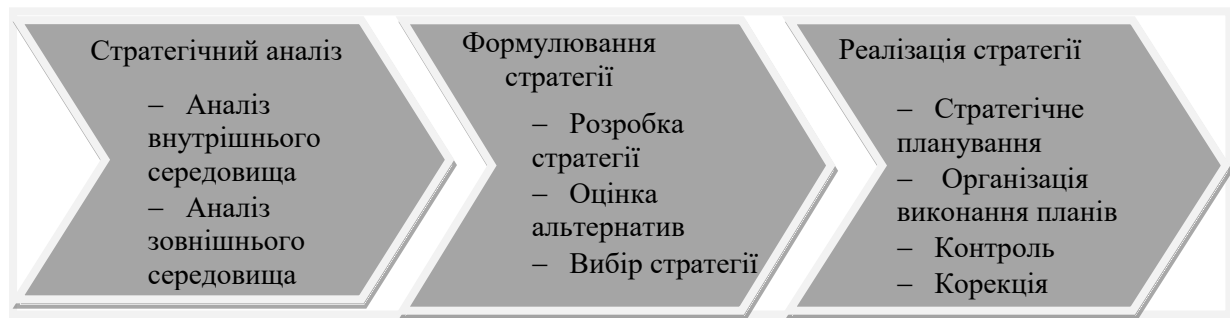 Стратегічний аналіз
– Аналіз
внутрішнього
середовища
– Аналіз
зовнішнього
середовища
Формулювання
стратегії
– Розробка
стратегії
– Оцінка
альтернатив
– Вибір стратегії
Реалізація стратегії
– Стратегічне
планування
– Організація
виконання планів
– Контроль
– Корекція